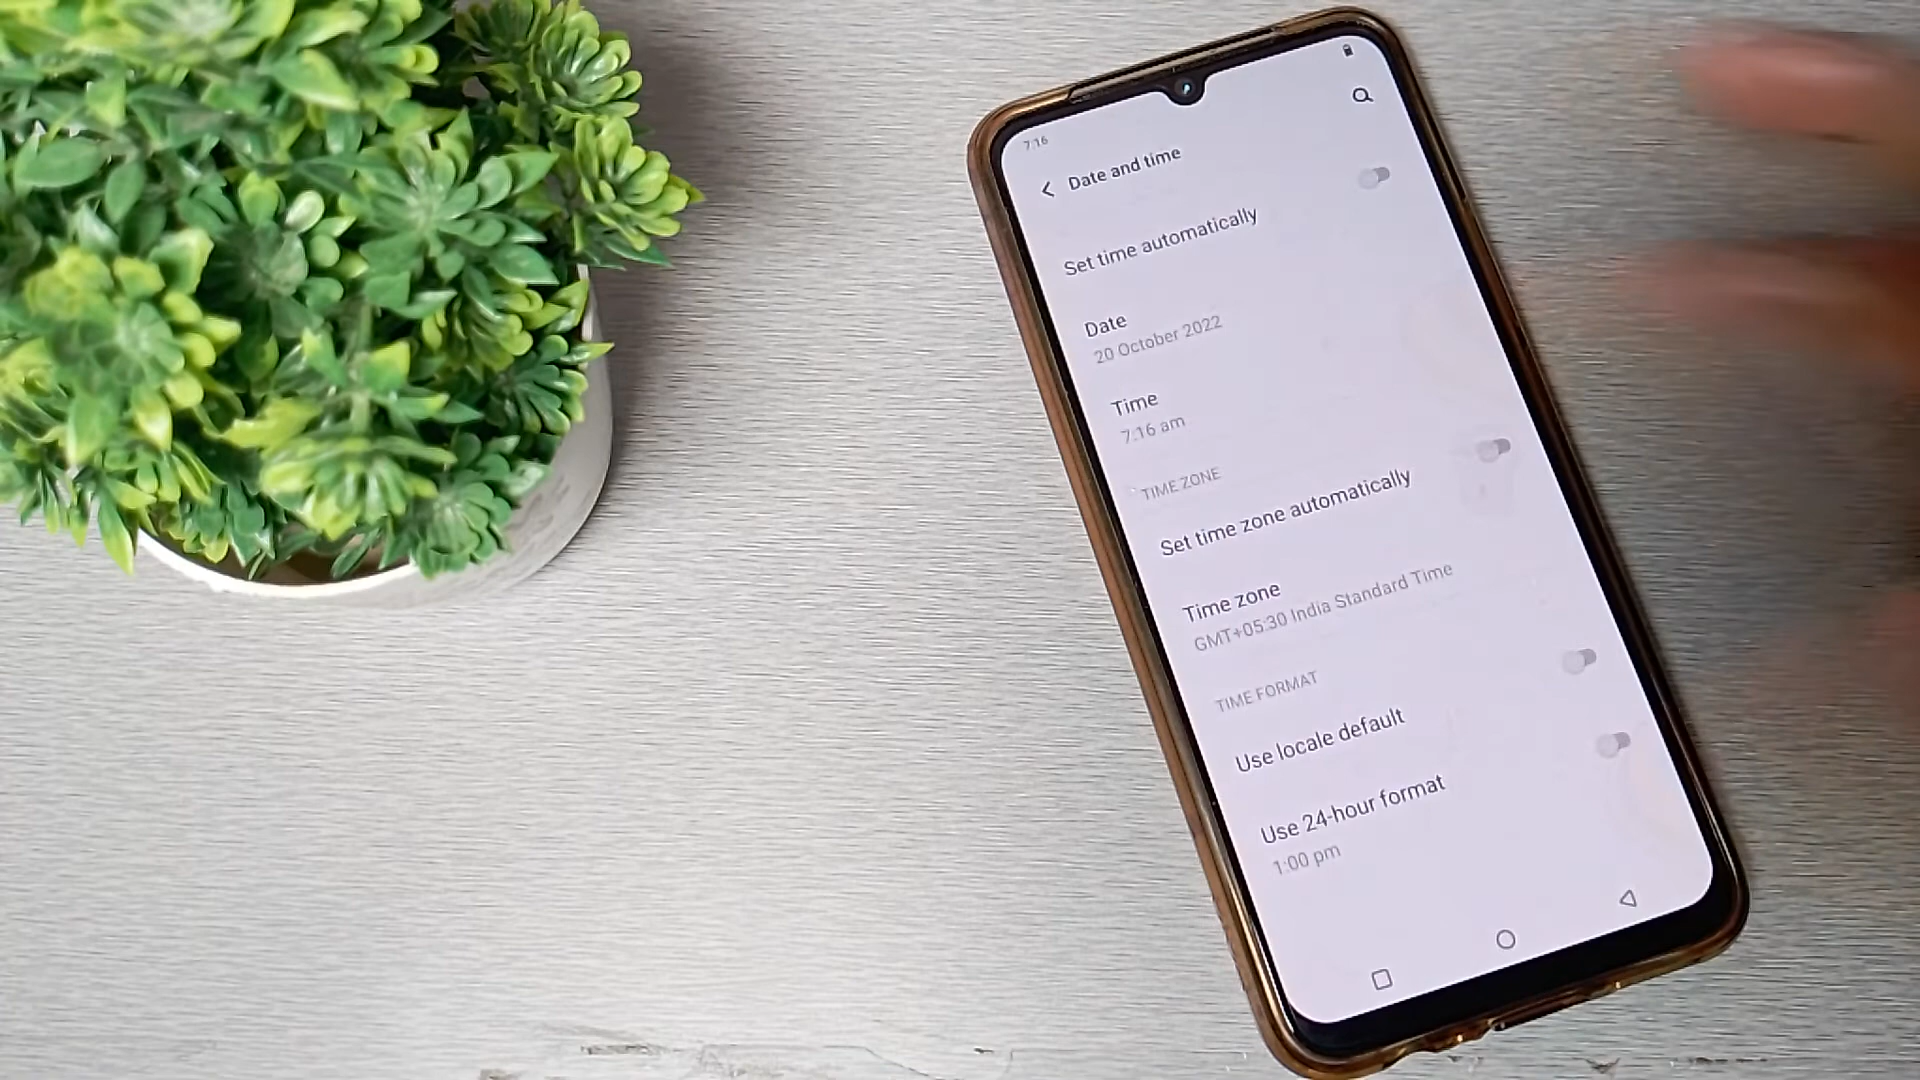 7:16
Date and time
Set time automatically
Date
20 October 2022
Time
7:16 am
TIME ZONE
Set time zone automatically
Time zone
GMT+05:30 India Standard Time
TIME FORMAT
Use locale default
Use 24-hour format
1:00 pm